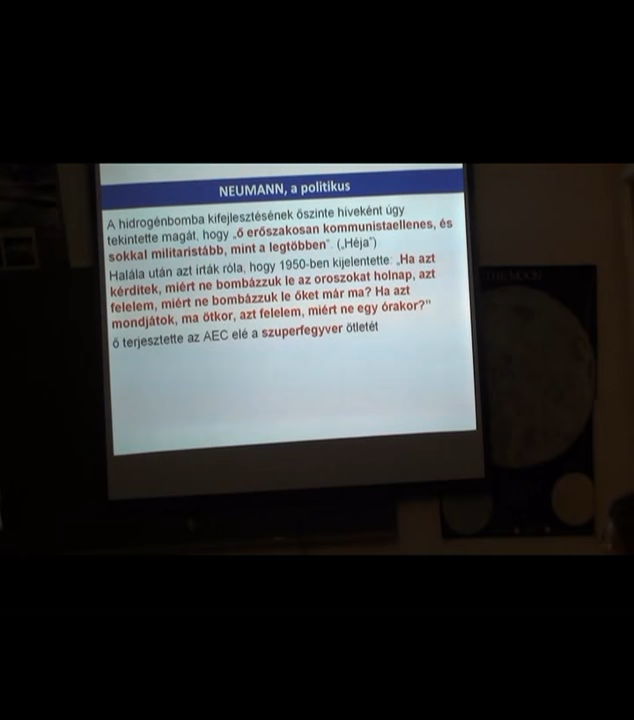 NEUMANN, a politikus
A hidrogénbomba kifejlesztésének őszinte híveként úgy
tekintette magát, hogy „ő erőszakosan kommunistaellenes, és
sokkal militaristább, mint a legtöbben". („Héja")
Halála után azt írták róla, hogy 1950-ben kijelentette: „Ha azt
kérditek, miért ne bombázzuk le az oroszokat holnap, azt
felelem, miért ne bombázzuk le őket már ma? Ha azt
mondjátok, ma ötkor, azt felelem, miért ne egy órakor?"
ő terjesztette az AEC elé a szuperfegyver ötletét
THE MOON